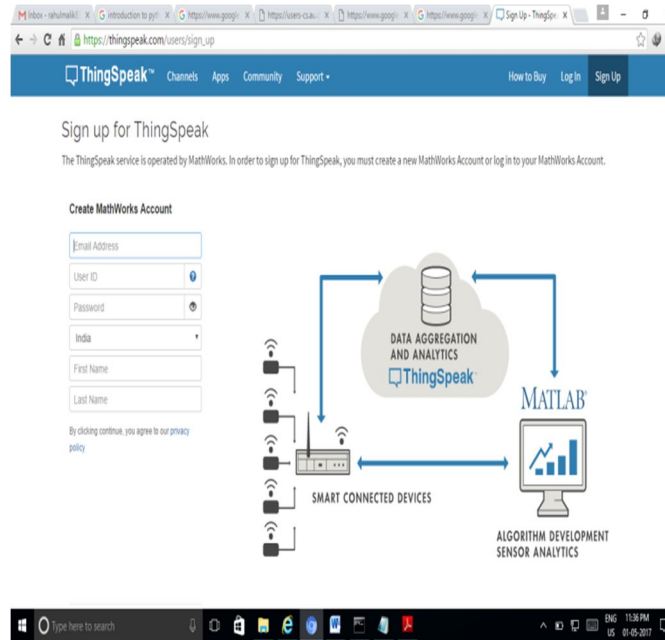 Inbox - rahulmalik
introduction to pyth
https://www.google
https://users-cs.au.
https://www.google
https://www.google
Sign Up - ThingSpe
https://thingspeak.com/users/sign_up
ThingSpeak™ Channels Apps Community Support How to Buy Log In Sign Up
Sign up for ThingSpeak
The ThingSpeak service is operated by MathWorks. In order to sign up for ThingSpeak, you must create a new MathWorks Account or log in to your MathWorks Account.
Create MathWorks Account
Email Address
User ID
Password
India
First Name
Last Name
By clicking continue, you agree to our privacy
policy
DATA AGGREGATION
AND ANALYTICS
ThingSpeak™
MATLAB®
SMART CONNECTED DEVICES
ALGORITHM DEVELOPMENT
SENSOR ANALYTICS
Type here to search
ENG 11:36 PM
US 01-05-2017